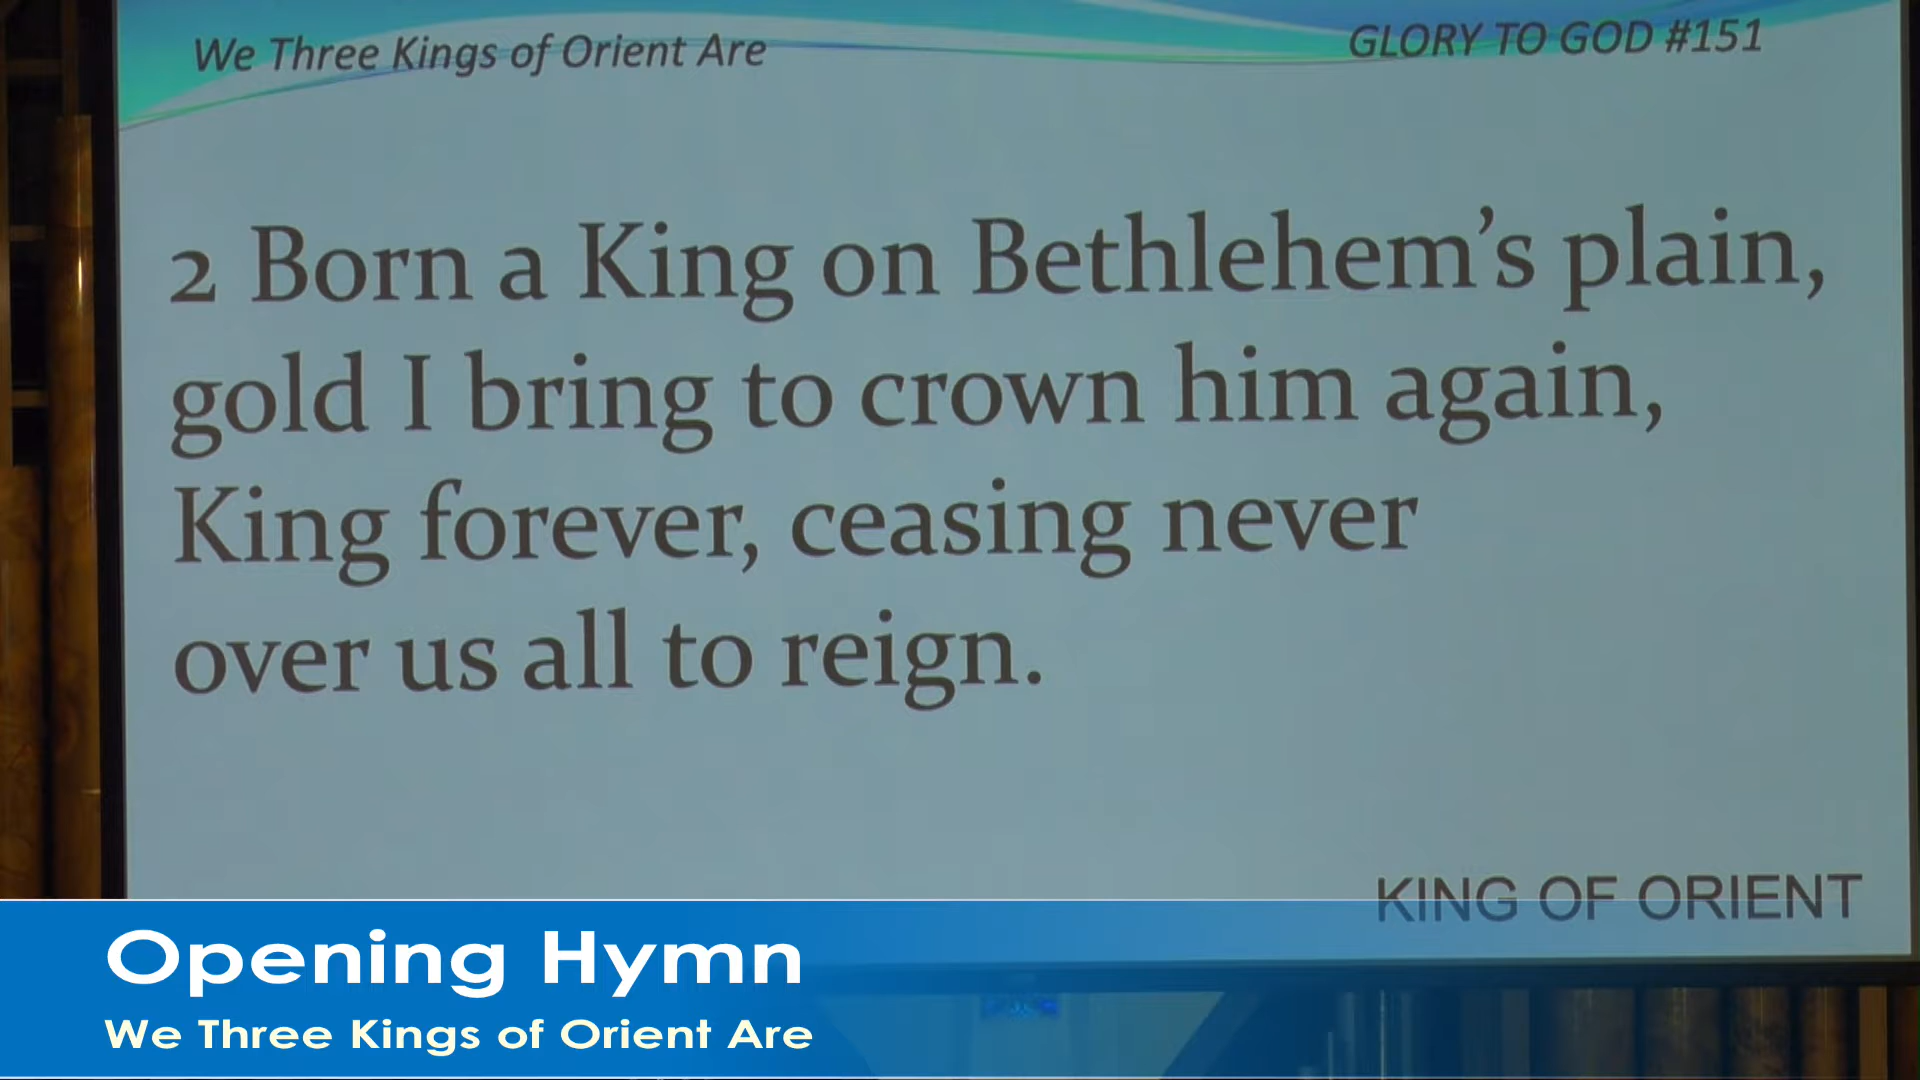 We Three Kings of Orient Are
GLORY TO GOD #151
2 Born a King on Bethlehem’s plain,
gold I bring to crown him again,
King forever, ceasing never
over us all to reign.
KING OF ORIENT
Opening Hymn
We Three Kings of Orient Are